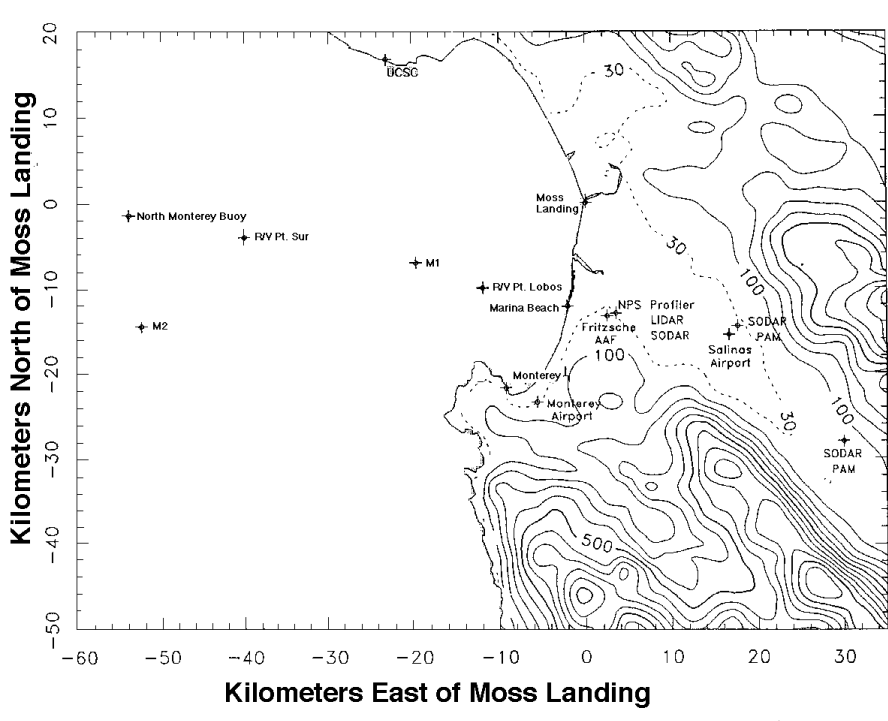 20
10
0
−10
−20
−30
−40
−50
Kilometers North of Moss Landing
UCSC
30
Moss
Landing
North Monterey Buoy
R/V Pt. Sur
M1
30
100
R/V Pt. Lobos
Marina Beach
NPS Profiler
LIDAR
SODAR
Fritzsche
AAF
M2
SODAR
PAM
Salinas
Airport
100
Monterey
Monterey
Airport
30
100
SODAR
PAM
500
−60
−50
−40
−30
−20
−10
0
10
20
30
Kilometers East of Moss Landing